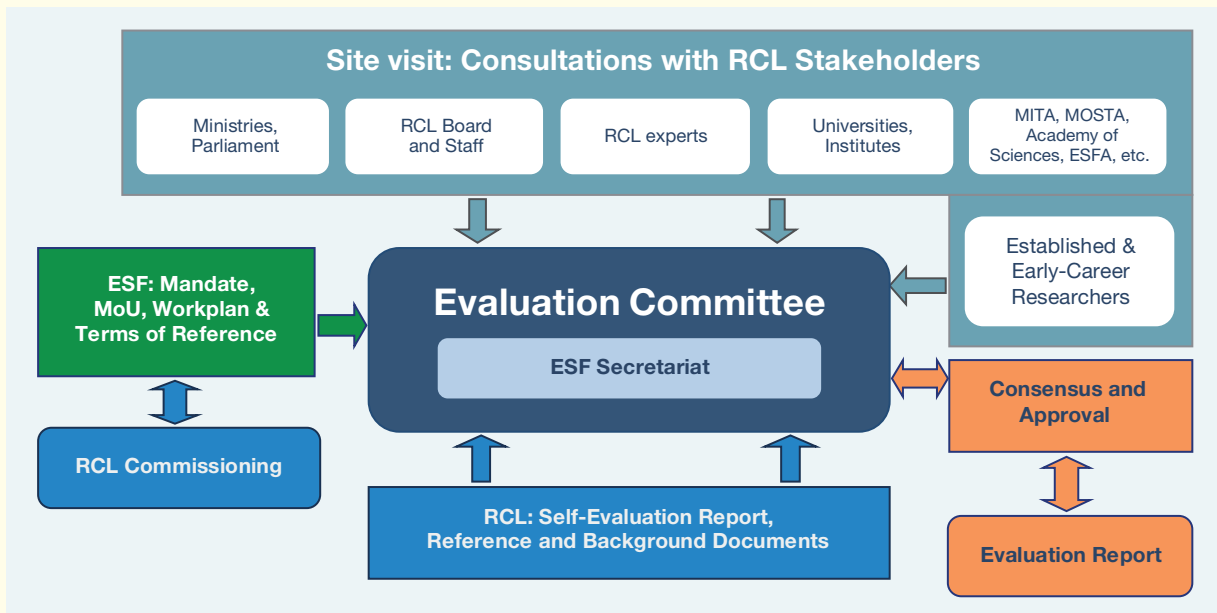 Site visit: Consultations with RCL Stakeholders
Ministries,
Parliament
RCL Board
and Staff
RCL experts
Universities,
Institutes
MITA, MOSTA,
Academy of
Sciences, ESFA, etc.
Established &
Early-Career
Researchers
ESF: Mandate,
MoU, Workplan &
Terms of Reference
Evaluation Committee
ESF Secretariat
Consensus and
Approval
RCL Commissioning
RCL: Self-Evaluation Report,
Reference and Background Documents
Evaluation Report